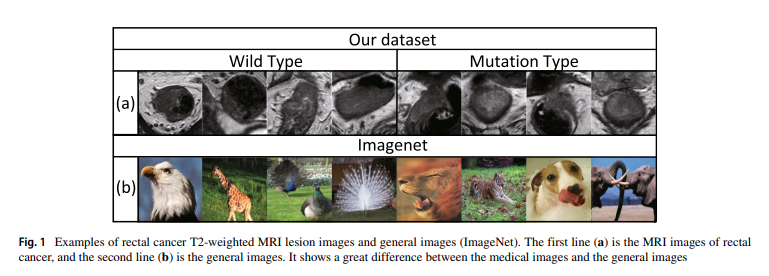 Our dataset
Wild Type Mutation Type
(a)
Imagenet
(b)
Fig. 1 Examples of rectal cancer T2-weighted MRI lesion images and general images (ImageNet). The first line (a) is the MRI images of rectal
cancer, and the second line (b) is the general images. It shows a great difference between the medical images and the general images